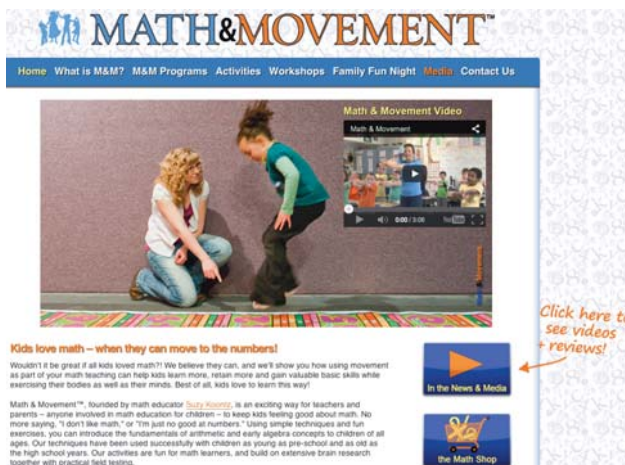 MATH&MOVEMENT™
Home What is M&M? M&M Programs Activities Workshops Family Fun Night Media Contact Us
Math & Movement Video
Math & Movement
0:00 / 3:08 YouTube
Math & Movement
Click here to
see videos
+ reviews!
Kids love math – when they can move to the numbers!
Wouldn't it be great if all kids loved math?! We believe they can, and we'll show you how using movement
as part of your math teaching can help kids learn more, retain more and gain valuable basic skills while
exercising their bodies as well as their minds. Best of all, kids love to learn this way!
In the News & Media
Math & Movement™, founded by math educator Suzy Koontz, is an exciting way for teachers and
parents – anyone involved in math education for children – to keep kids feeling good about math. No
more saying, "I don't like math," or "I'm just no good at numbers." Using simple techniques and fun
exercises, you can introduce the fundamentals of arithmetic and early algebra concepts to children of all
ages. Our techniques have been used successfully with children as young as pre-school and as old as
the high school years. Our activities are fun for math learners, and build on extensive brain research
together with practical field testing.
the Math Shop